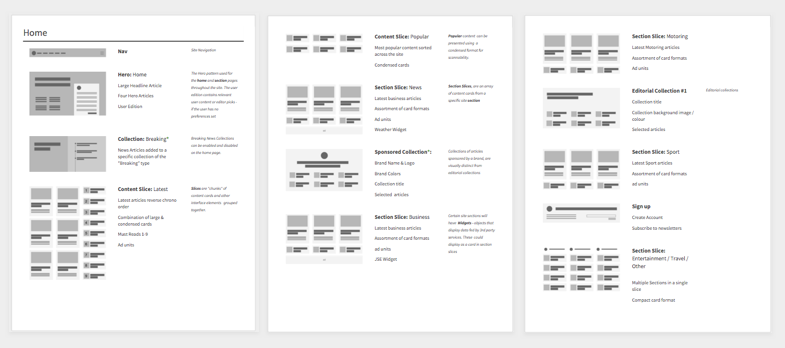 Home
Nav
Site Navigation
Hero: Home
Large Headline Article
Four Hero Articles
User Edition
The Hero pattern used for
the home and section pages
throughout the site. The user
edition contains relevant
user content or editor picks -
if the user has no
preferences set
Collection: Breaking*
News Articles added to a
specific collection of the
"Breaking" type
Breaking News Collections
can be enabled and disabled
on the home page.
Content Slice: Latest
Latest articles reverse chrono
order
Combination of large &
condensed cards
Most Reads 1-6
Ad units
Slices are "chunks" of
content cards and other
interface elements - grouped
together.
Content Slice: Popular
Most popular content sorted
across the site
Condensed cards
Popular content can be
presented using a
condensed format for
scannability.
Section Slice: News
Latest business articles
Assortment of card formats
Ad units
Weather Widget
Section Slices, are an array
of content cards from a
specific site section
ad
Sponsored Collection*:
Brand Name & Logo
Brand Colors
Collection title
Selected articles
Collections of articles
sponsored by a brand, are
visually distinct from
editorial collections.
Section Slice: Business
Latest business articles
Assortment of card formats
ad units
JSE Widget
Certain site sections will
have Widgets - objects that
display data fed by 3rd party
services. These could
display as a card in section
slices
ad
Section Slice: Motoring
Latest Motoring articles
Assortment of card formats
Ad units
Editorial Collection #1
Collection title
Collection background image /
colour
Selected articles
Editorial collections
Section Slice: Sport
Latest Sport articles
Assortment of card formats
ad units
Sign up
Create Account
Subscribe to newsletters
Section Slice:
Entertainment / Travel /
Other
Multiple Sections in a single
slice
Compact card format